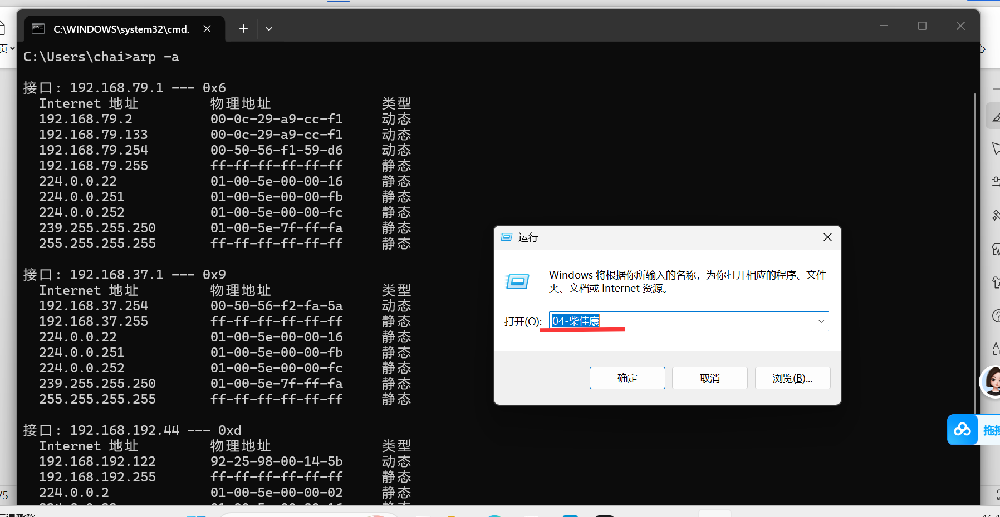 C:\WINDOWS\system32\cmd.
页
C:\Users\chai>arp -a
接口: 192.168.79.1 --- 0x6
Internet 地址 物理地址 类型
192.168.79.2 00-0c-29-a9-cc-f1 动态
192.168.79.133 00-0c-29-a9-cc-f1 动态
192.168.79.254 00-50-56-f1-59-d6 动态
192.168.79.255 ff-ff-ff-ff-ff-ff 静态
224.0.0.22 01-00-5e-00-00-16 静态
224.0.0.251 01-00-5e-00-00-fb 静态
224.0.0.252 01-00-5e-00-00-fc 静态
239.255.255.250 01-00-5e-7f-ff-fa 静态
255.255.255.255 ff-ff-ff-ff-ff-ff 静态
接口: 192.168.37.1 --- 0x9
Internet 地址 物理地址 类型
192.168.37.254 00-50-56-f2-fa-5a 动态
192.168.37.255 ff-ff-ff-ff-ff-ff 静态
224.0.0.22 01-00-5e-00-00-16 静态
224.0.0.251 01-00-5e-00-00-fb 静态
224.0.0.252 01-00-5e-00-00-fc 静态
239.255.255.250 01-00-5e-7f-ff-fa 静态
255.255.255.255 ff-ff-ff-ff-ff-ff 静态
接口: 192.168.192.44 --- 0xd
Internet 地址 物理地址 类型
192.168.192.122 92-25-98-00-14-5b 动态
192.168.192.255 ff-ff-ff-ff-ff-ff 静态
224.0.0.2 01-00-5e-00-00-02 静态
运行
Windows 将根据你所输入的名称，为你打开相应的程序、文件
夹、文档或 Internet 资源。
打开(O): 04-柴佳康
确定 取消 浏览(B)...
拖拽
/5